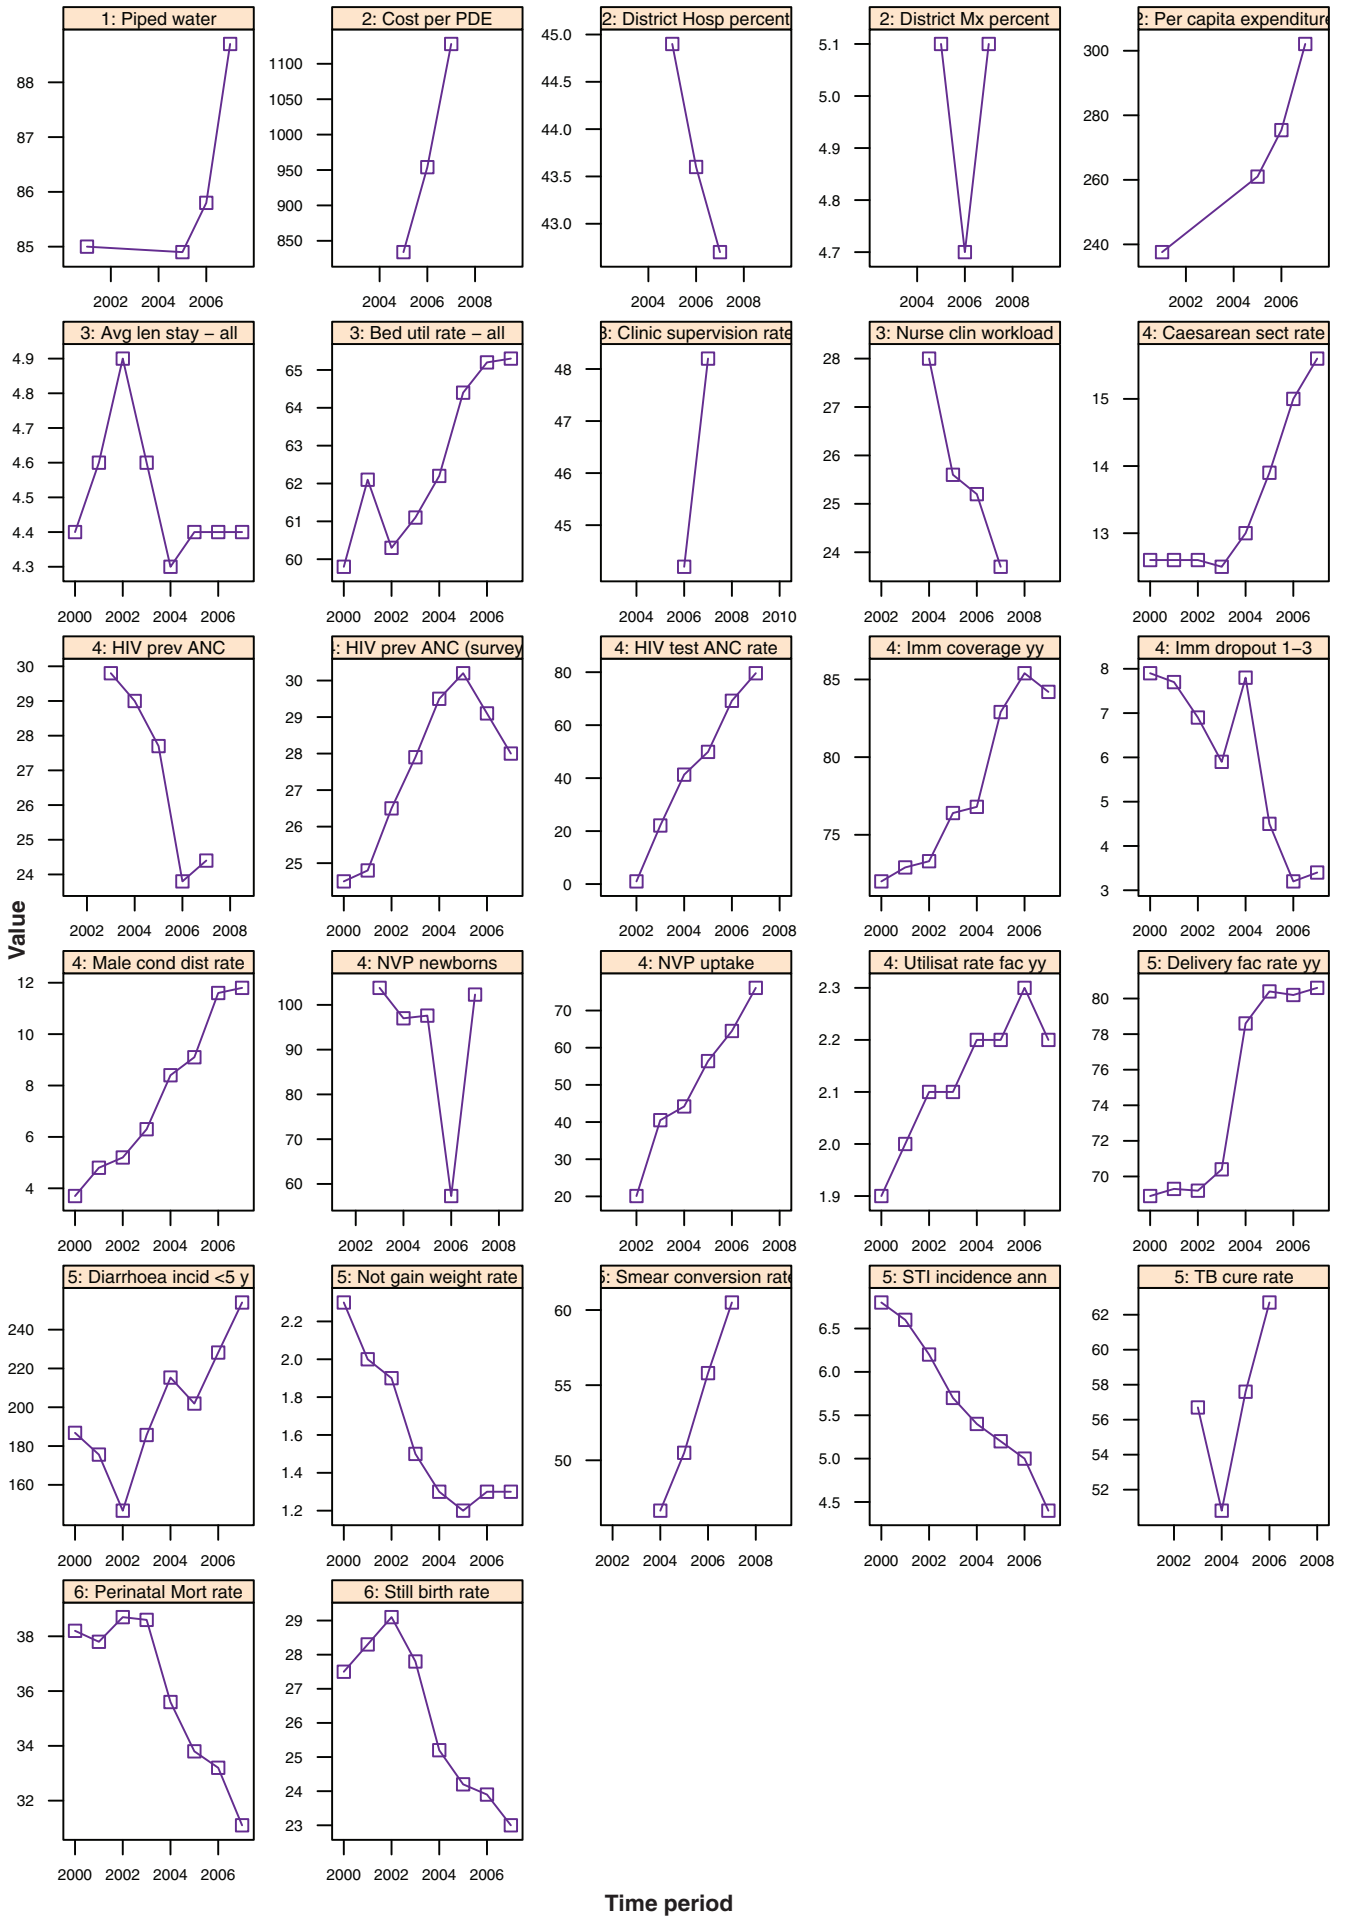 1: Piped water
2: Cost per PDE
2: District Hosp percent
2: District Mx percent
2: Per capita expenditure
88
87
86
85
2002 2004 2006
1100
1050
1000
950
900
850
2004 2006 2008
45.0
44.5
44.0
43.5
43.0
2004 2006 2008
5.1
5.0
4.9
4.8
4.7
2004 2006 2008
300
280
260
240
2002 2004 2006
3: Avg len stay – all
3: Bed util rate – all
3: Clinic supervision rate
3: Nurse clin workload
4: Caesarean sect rate
4.9
4.8
4.7
4.6
4.5
4.4
4.3
2000 2002 2004 2006
65
64
63
62
61
60
2000 2002 2004 2006
48
47
46
45
2004 2006 2008 2010
28
27
26
25
24
2002 2004 2006 2008
15
14
13
2000 2002 2004 2006
4: HIV prev ANC
4: HIV prev ANC (survey
4: HIV test ANC rate
4: Imm coverage yy
4: Imm dropout 1–3
30
29
28
27
26
25
24
2002 2004 2006 2008
30
29
28
27
26
25
2000 2002 2004 2006
80
60
40
20
0
2002 2004 2006 2008
85
80
75
2000 2002 2004 2006
8
7
6
5
4
3
2000 2002 2004 2006
Value
4: Male cond dist rate
4: NVP newborns
4: NVP uptake
4: Utilisat rate fac yy
5: Delivery fac rate yy
12
10
8
6
4
2000 2002 2004 2006
100
90
80
70
60
2002 2004 2006 2008
70
60
50
40
30
20
2002 2004 2006 2008
2.3
2.2
2.1
2.0
1.9
2000 2002 2004 2006
80
78
76
74
72
70
2000 2002 2004 2006
5: Diarrhoea incid <5 y
5: Not gain weight rate
5: Smear conversion rate
5: STI incidence ann
5: TB cure rate
240
220
200
180
160
2000 2002 2004 2006
2.2
2.0
1.8
1.6
1.4
1.2
2000 2002 2004 2006
60
55
50
2002 2004 2006 2008
6.5
6.0
5.5
5.0
4.5
2000 2002 2004 2006
62
60
58
56
54
52
2002 2004 2006 2008
6: Perinatal Mort rate
6: Still birth rate
38
36
34
32
2000 2002 2004 2006
29
28
27
26
25
24
23
2000 2002 2004 2006
Time period